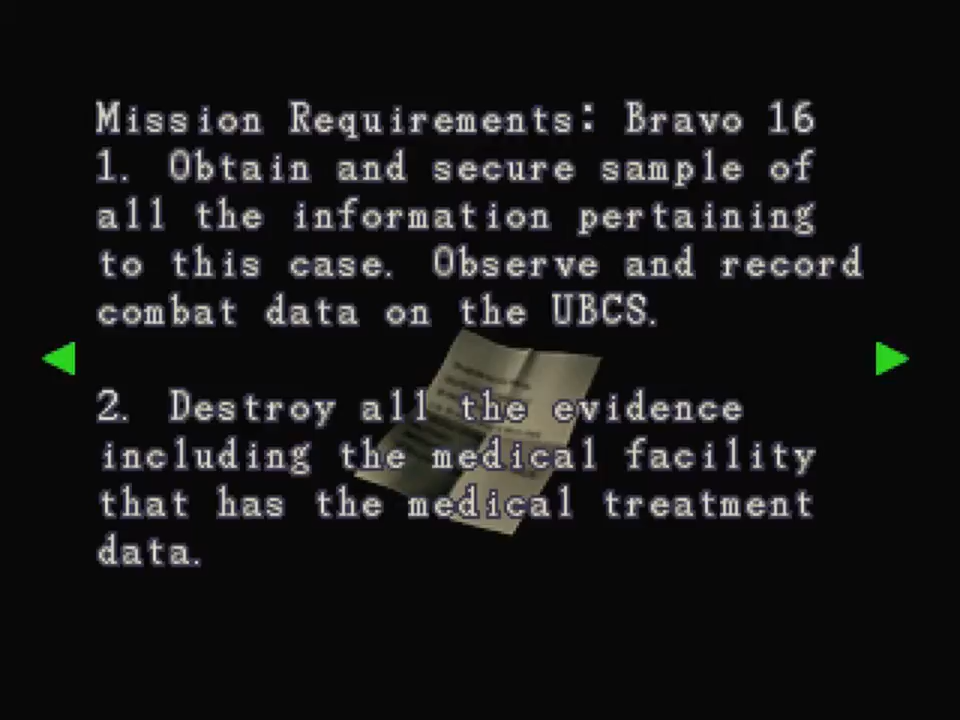 Mission Requirements: Bravo 16
1. Obtain and secure sample of
all the information pertaining
to this case. Observe and record
combat data on the UBCS.
2. Destroy all the evidence
including the medical facility
that has the medical treatment
data.